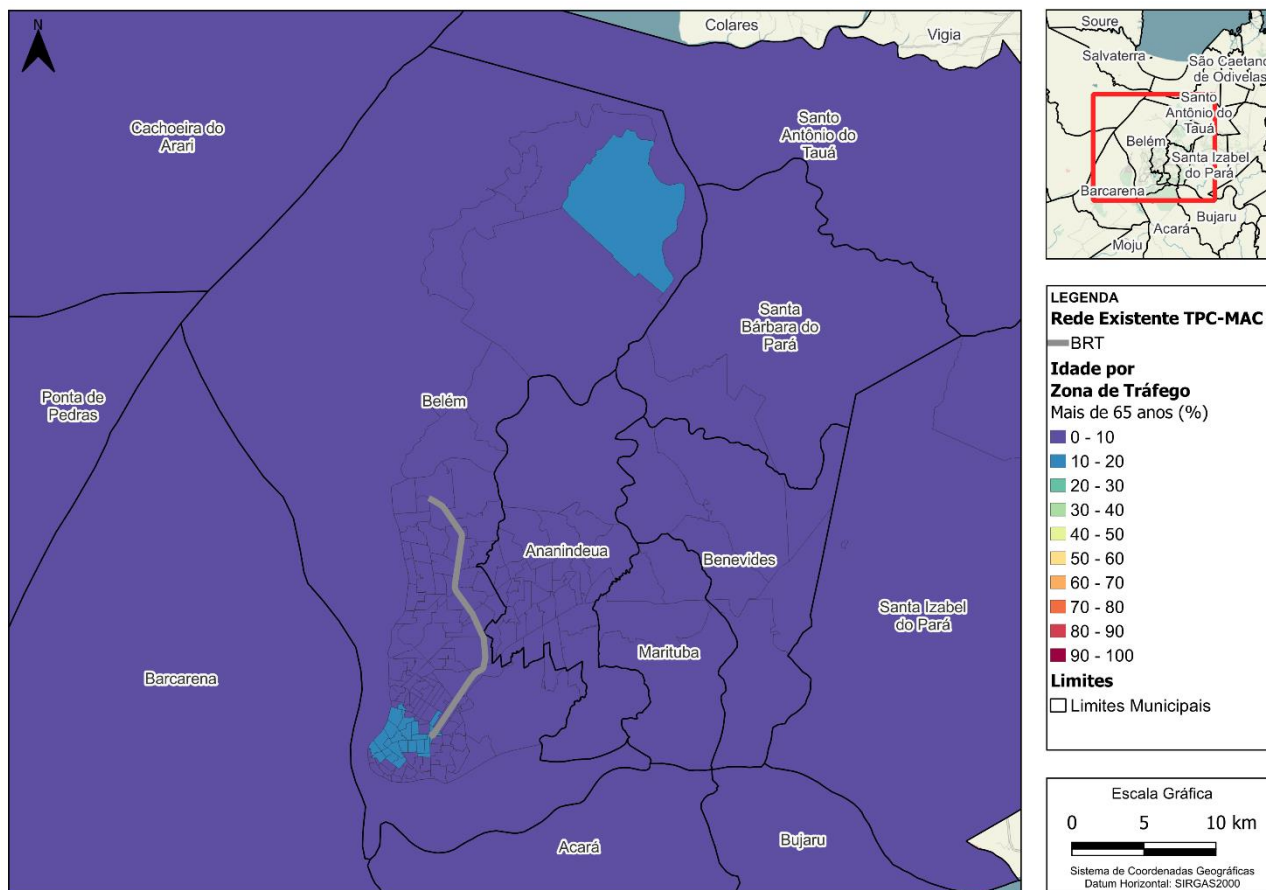 N
Colares
Vigia
Cachoeira do
Arari
Santo
Antônio do
Tauá
Santa
Bárbara do
Pará
Ponta de
Pedras
Belém
Ananindeua
Benevides
Santa Izabel
do Pará
Marituba
Barcarena
Acará
Bujaru
Soure
Salvaterra
São Caetano
de Odivelas
Santo
Antônio do
Tauá
Belém
Santa Izabel
do Pará
Barcarena
Bujaru
Acará
Moju
LEGENDA
Rede Existente TPC-MAC
BRT
Idade por
Zona de Tráfego
Mais de 65 anos (%)
0 - 10
10 - 20
20 - 30
30 - 40
40 - 50
50 - 60
60 - 70
70 - 80
80 - 90
90 - 100
Limites
Limites Municipais
Escala Gráfica
0 5 10 km
Sistema de Coordenadas Geográficas
Datum Horizontal: SIRGAS2000